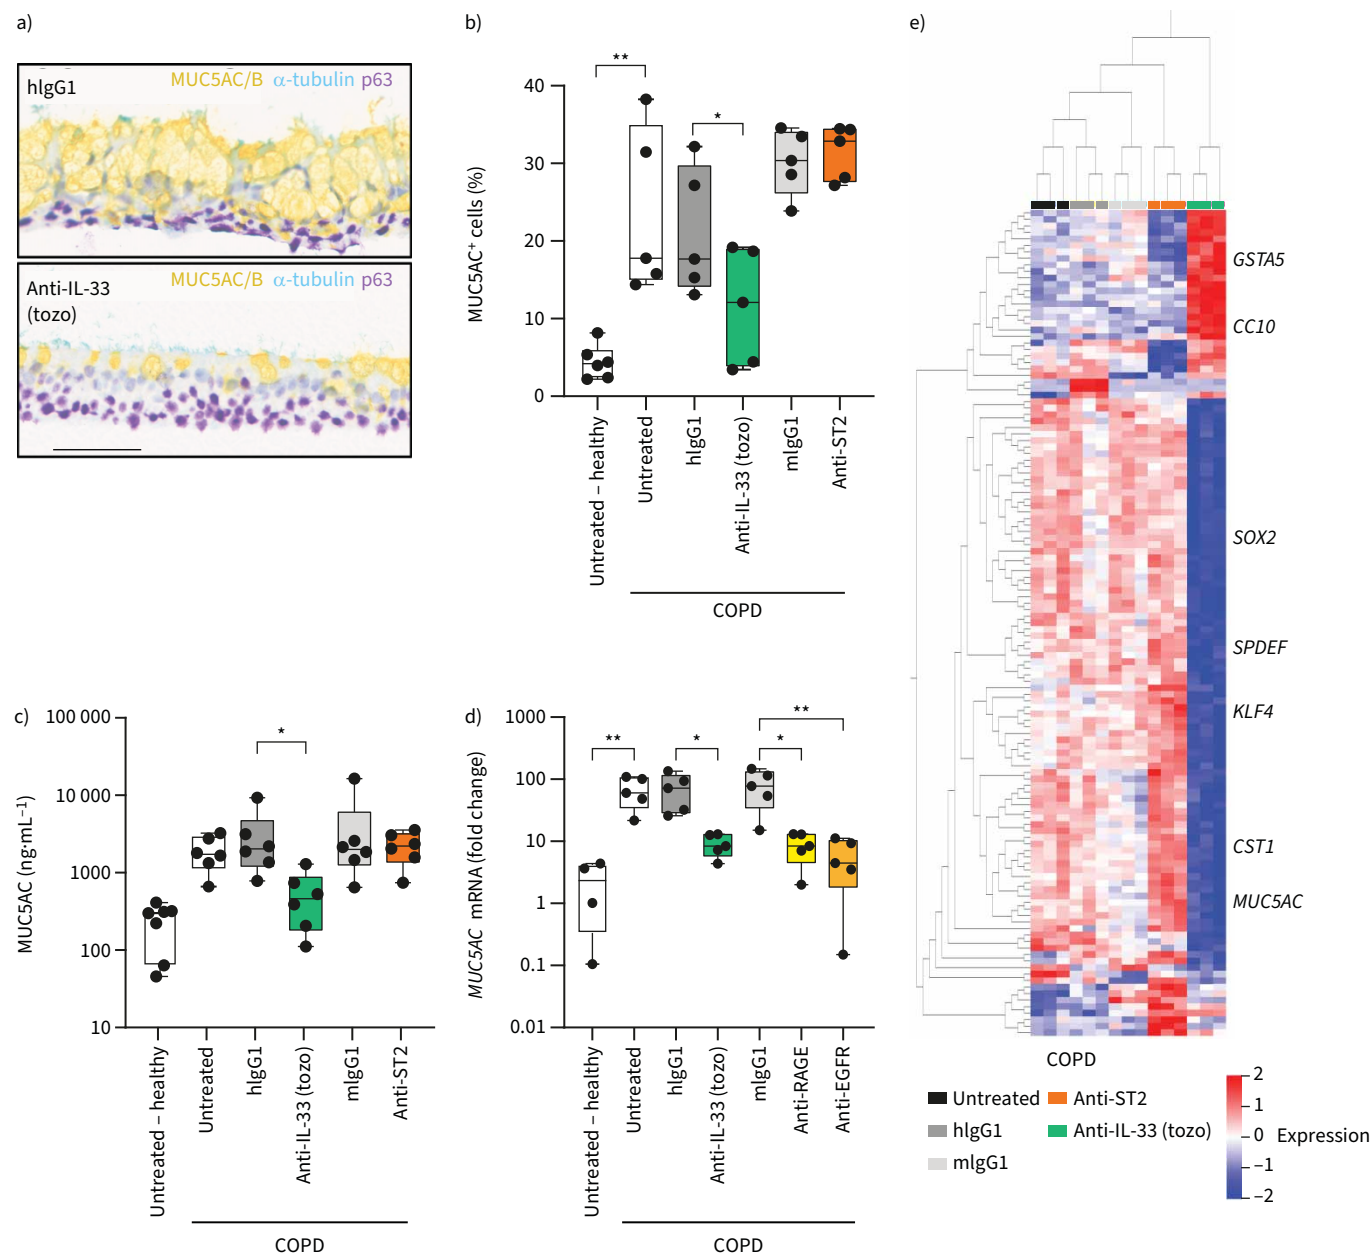 a)
hIgG1
MUC5AC/B α-tubulin p63
Anti-IL-33
(tozo)
MUC5AC/B α-tubulin p63
b)
MUC5AC+ cells (%)
40
30
20
10
0
**
*
Untreated – healthy
Untreated
hIgG1
Anti-IL-33 (tozo)
mIgG1
Anti-ST2
COPD
c)
MUC5AC (ng·mL−1)
100 000
10 000
1000
100
10
*
Untreated – healthy
Untreated
hIgG1
Anti-IL-33 (tozo)
mIgG1
Anti-ST2
COPD
d)
MUC5AC mRNA (fold change)
1000
100
10
1
0.1
0.01
**
*
*
**
Untreated – healthy
Untreated
hIgG1
Anti-IL-33 (tozo)
mIgG1
Anti-RAGE
Anti-EGFR
COPD
e)
GSTA5
CC10
SOX2
SPDEF
KLF4
CST1
MUC5AC
COPD
Untreated
Anti-ST2
hIgG1
Anti-IL-33 (tozo)
mIgG1
2
1
0
−1
−2
Expression